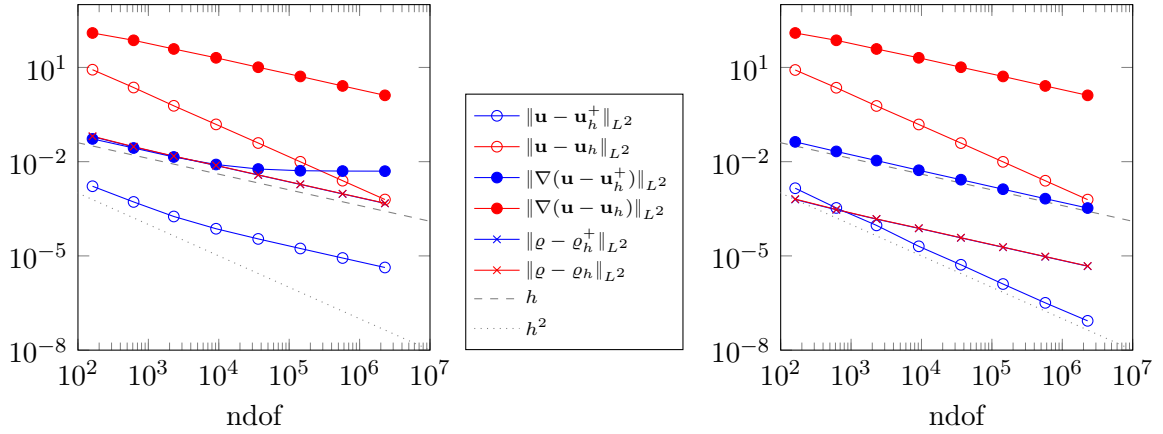 10^1
10^{-2}
10^{-5}
10^{-8}
10^2 10^3 10^4 10^5 10^6 10^7
ndof
‖u − u_h^+‖_{L^2}
‖u − u_h‖_{L^2}
‖∇(u − u_h^+)‖_{L^2}
‖∇(u − u_h)‖_{L^2}
‖ϱ − ϱ_h^+‖_{L^2}
‖ϱ − ϱ_h‖_{L^2}
h
h^2
10^1
10^{-2}
10^{-5}
10^{-8}
10^2 10^3 10^4 10^5 10^6 10^7
ndof